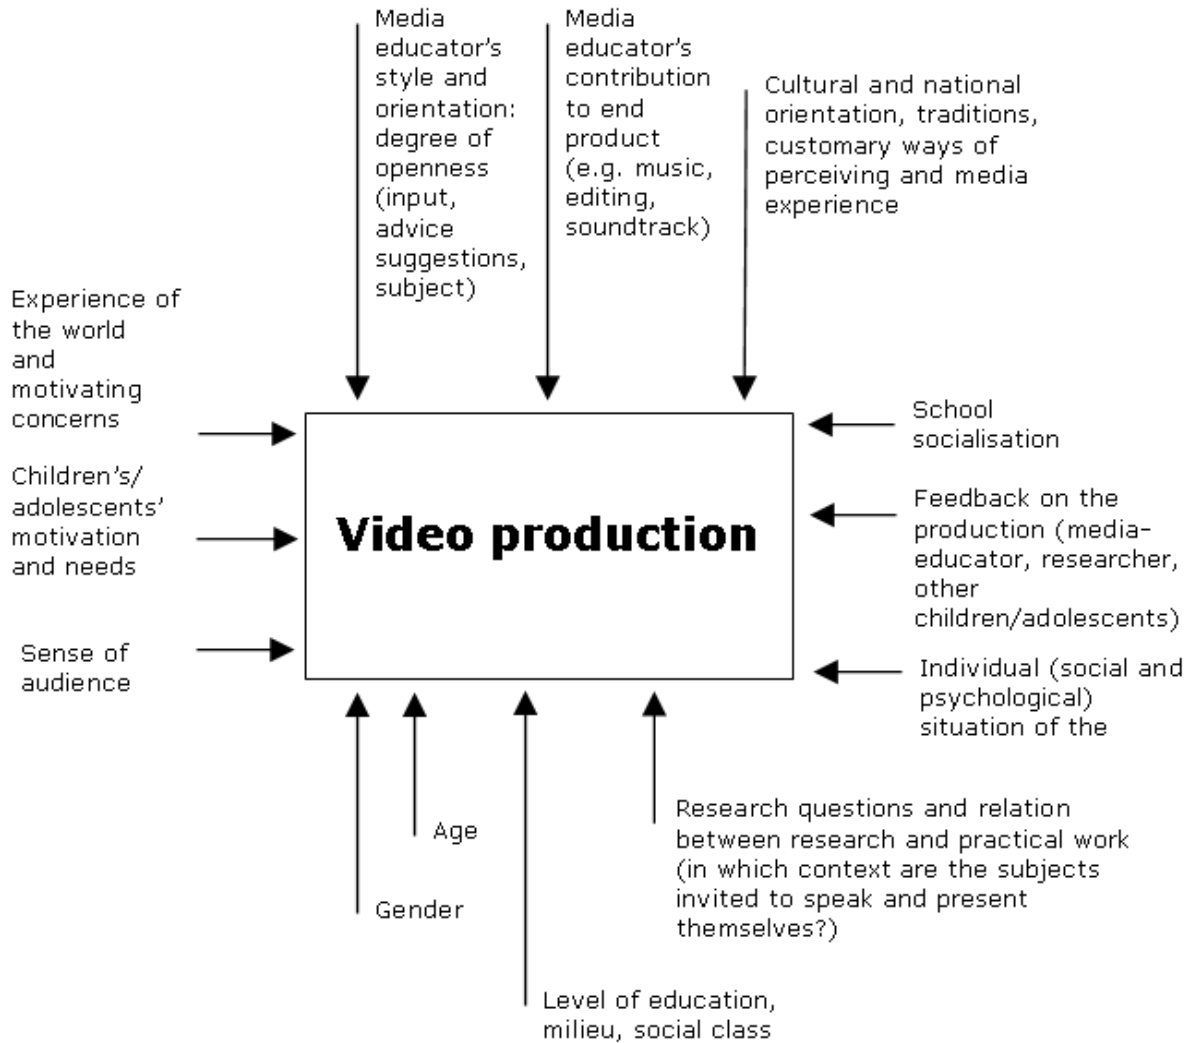 Media
educator's
style and
orientation:
degree of
openness
(input,
advice
suggestions,
subject)
Media
educator's
contribution
to end
product
(e.g. music,
editing,
soundtrack)
Cultural and national
orientation, traditions,
customary ways of
perceiving and media
experience
Experience of
the world
and
motivating
concerns
Children's/
adolescents'
motivation
and needs
Sense of
audience
Video production
School
socialisation
Feedback on the
production (media-
educator, researcher,
other
children/adolescents)
Individual (social and
psychological)
situation of the
Gender
Age
Level of education,
milieu, social class
Research questions and relation
between research and practical work
(in which context are the subjects
invited to speak and present
themselves?)